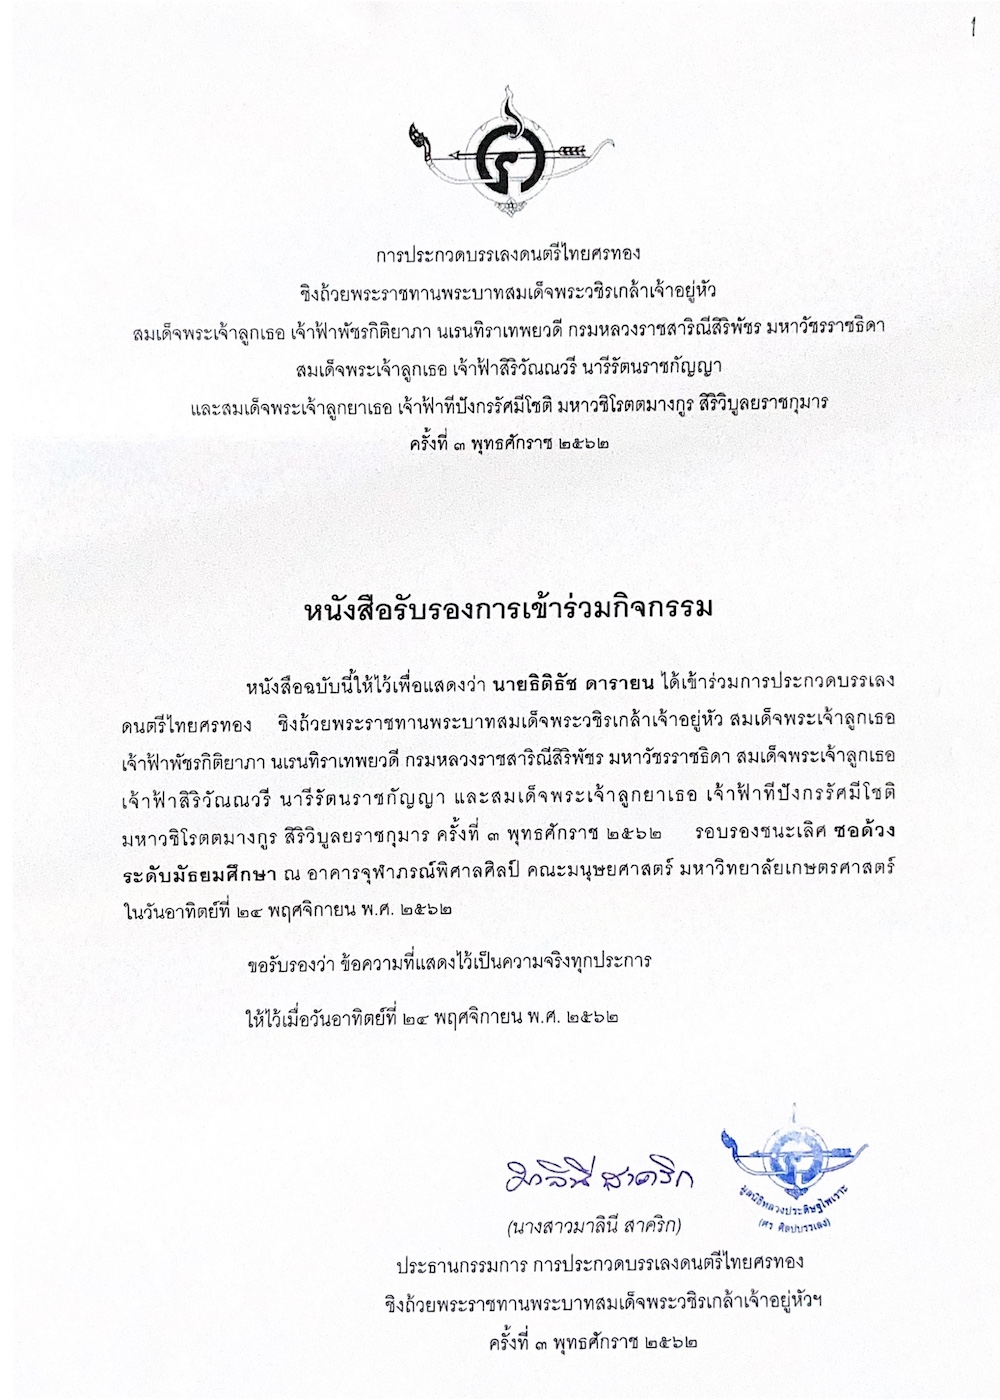 1
การประกวดบรรเลงดนตรีไทยศรทอง
ชิงถ้วยพระราชทานพระบาทสมเด็จพระวชิรเกล้าเจ้าอยู่หัว
สมเด็จพระเจ้าลูกเธอ เจ้าฟ้าพัชรกิติยาภา นเรนทิราเทพยวดี กรมหลวงราชสาริณีสิริพัชร มหาวัชรราชธิดา
สมเด็จพระเจ้าลูกเธอ เจ้าฟ้าสิริวัณณวรี นารีรัตนราชกัญญา
และสมเด็จพระเจ้าลูกยาเธอ เจ้าฟ้าทีปังกรรัศมีโชติ มหาวชิโรตตมางกูร สิริวิบูลยราชกุมาร
ครั้งที่ ๓ พุทธศักราช ๒๕๖๒
หนังสือรับรองการเข้าร่วมกิจกรรม
หนังสือฉบับนี้ให้ไว้เพื่อแสดงว่า นายธิติธัช ดารายน ได้เข้าร่วมการประกวดบรรเลง
ดนตรีไทยศรทอง ชิงถ้วยพระราชทานพระบาทสมเด็จพระวชิรเกล้าเจ้าอยู่หัว สมเด็จพระเจ้าลูกเธอ
เจ้าฟ้าพัชรกิติยาภา นเรนทิราเทพยวดี กรมหลวงราชสาริณีสิริพัชร มหาวัชรราชธิดา สมเด็จพระเจ้าลูกเธอ
เจ้าฟ้าสิริวัณณวรี นารีรัตนราชกัญญา และสมเด็จพระเจ้าลูกยาเธอ เจ้าฟ้าทีปังกรรัศมีโชติ
มหาวชิโรตตมางกูร สิริวิบูลยราชกุมาร ครั้งที่ ๓ พุทธศักราช ๒๕๖๒ รอบรองชนะเลิศ ซอด้วง
ระดับมัธยมศึกษา ณ อาคารจุฬาภรณ์พิศาลศิลป์ คณะมนุษยศาสตร์ มหาวิทยาลัยเกษตรศาสตร์
ในวันอาทิตย์ที่ ๒๔ พฤศจิกายน พ.ศ. ๒๕๖๒
ขอรับรองว่า ข้อความที่แสดงไว้เป็นความจริงทุกประการ
ให้ไว้เมื่อวันอาทิตย์ที่ ๒๔ พฤศจิกายน พ.ศ. ๒๕๖๒
มาลินี สาคริก
มูลนิธิหลวงประดิษฐไพเราะ
(ศร ศิลปบรรเลง)
(นางสาวมาลินี สาคริก)
ประธานกรรมการ การประกวดบรรเลงดนตรีไทยศรทอง
ชิงถ้วยพระราชทานพระบาทสมเด็จพระวชิรเกล้าเจ้าอยู่หัวฯ
ครั้งที่ ๓ พุทธศักราช ๒๕๖๒